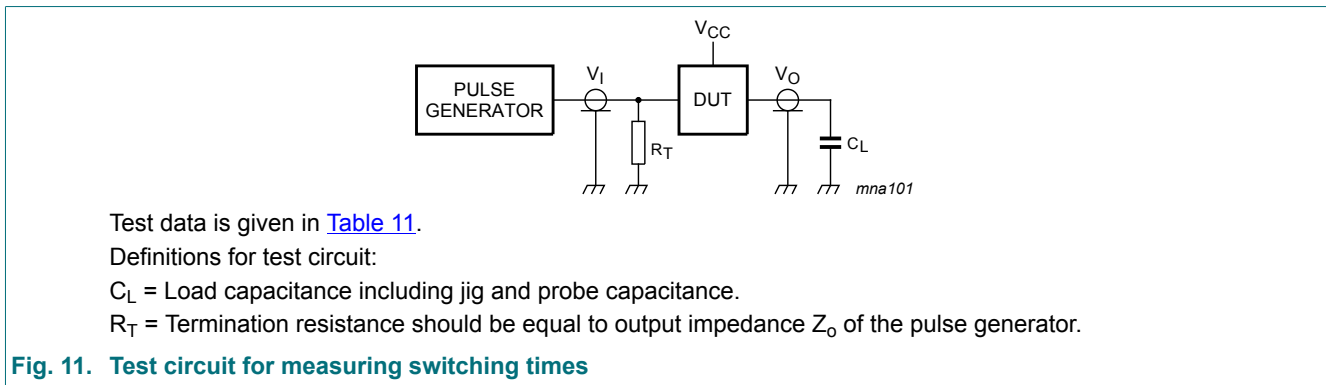 VCC
PULSE
GENERATOR
VI
DUT
VO
RT
CL
mna101
Test data is given in Table 11.
Definitions for test circuit:
CL = Load capacitance including jig and probe capacitance.
RT = Termination resistance should be equal to output impedance Zo of the pulse generator.
Fig. 11. Test circuit for measuring switching times